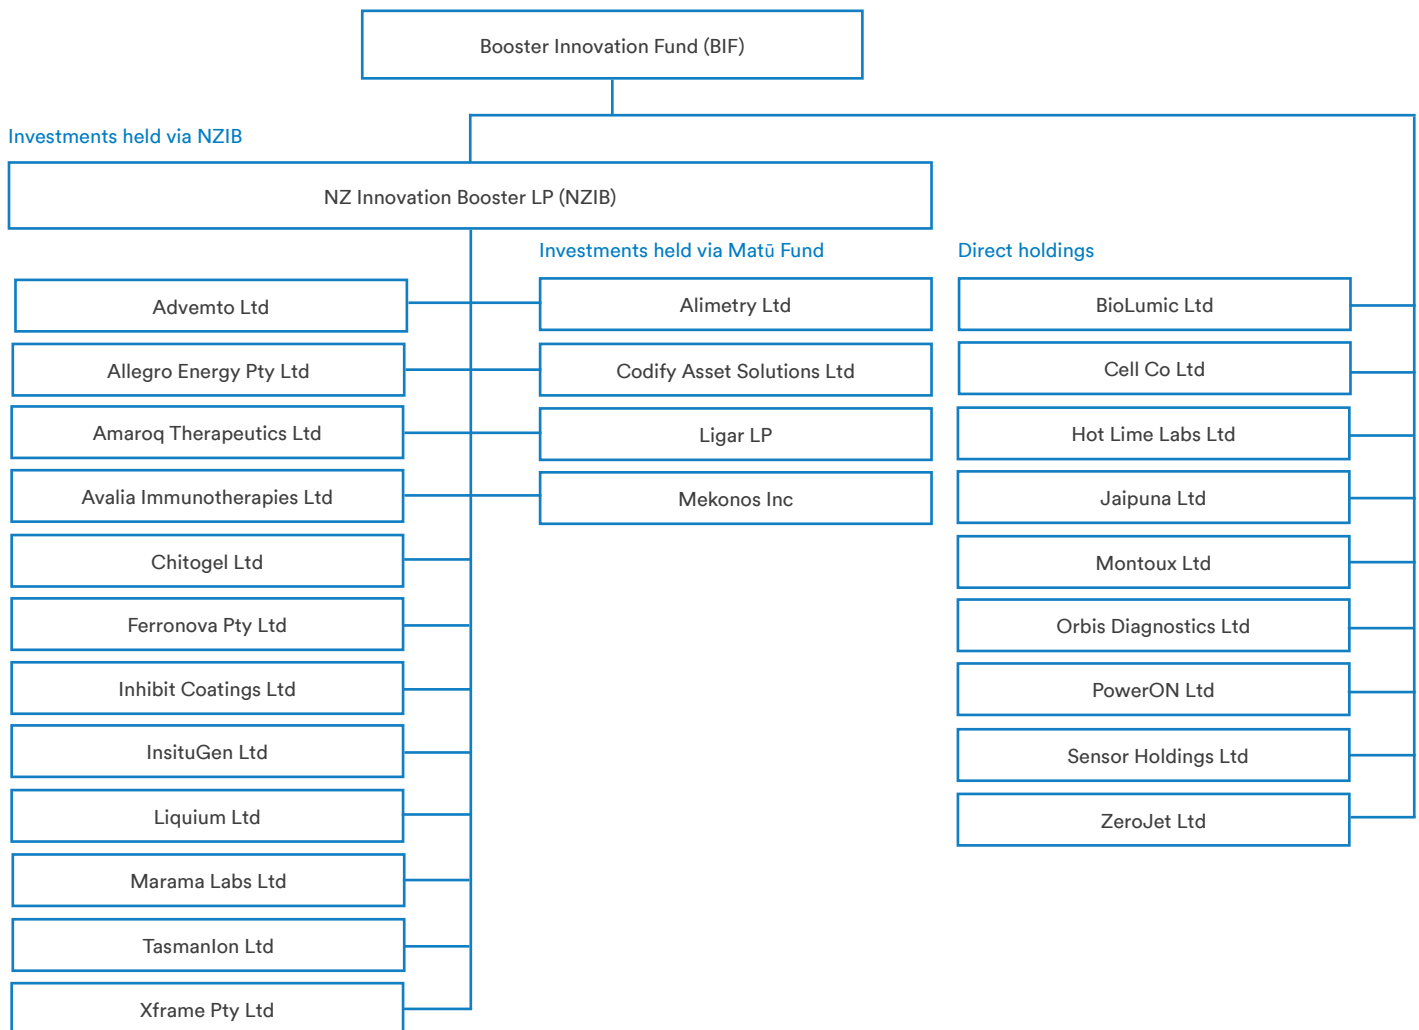 Booster Innovation Fund (BIF)
Investments held via NZIB
NZ Innovation Booster LP (NZIB)
Advemto Ltd
Allegro Energy Pty Ltd
Amaroq Therapeutics Ltd
Avalia Immunotherapies Ltd
Chitogel Ltd
Ferronova Pty Ltd
Inhibit Coatings Ltd
InsituGen Ltd
Liquium Ltd
Marama Labs Ltd
TasmanIon Ltd
Xframe Pty Ltd
Investments held via Matū Fund
Alimetry Ltd
Codify Asset Solutions Ltd
Ligar LP
Mekonos Inc
Direct holdings
BioLumic Ltd
Cell Co Ltd
Hot Lime Labs Ltd
Jaipuna Ltd
Montoux Ltd
Orbis Diagnostics Ltd
PowerON Ltd
Sensor Holdings Ltd
ZeroJet Ltd